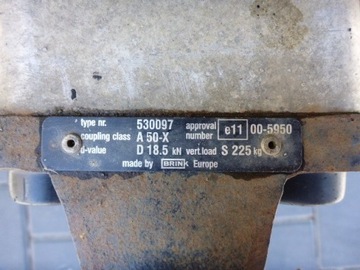 type nr. 530097 approval number e11 00-5950
coupling class A 50-X
d-value D 18.5 kN vert.load S 225 kg
made by BRINK Europe